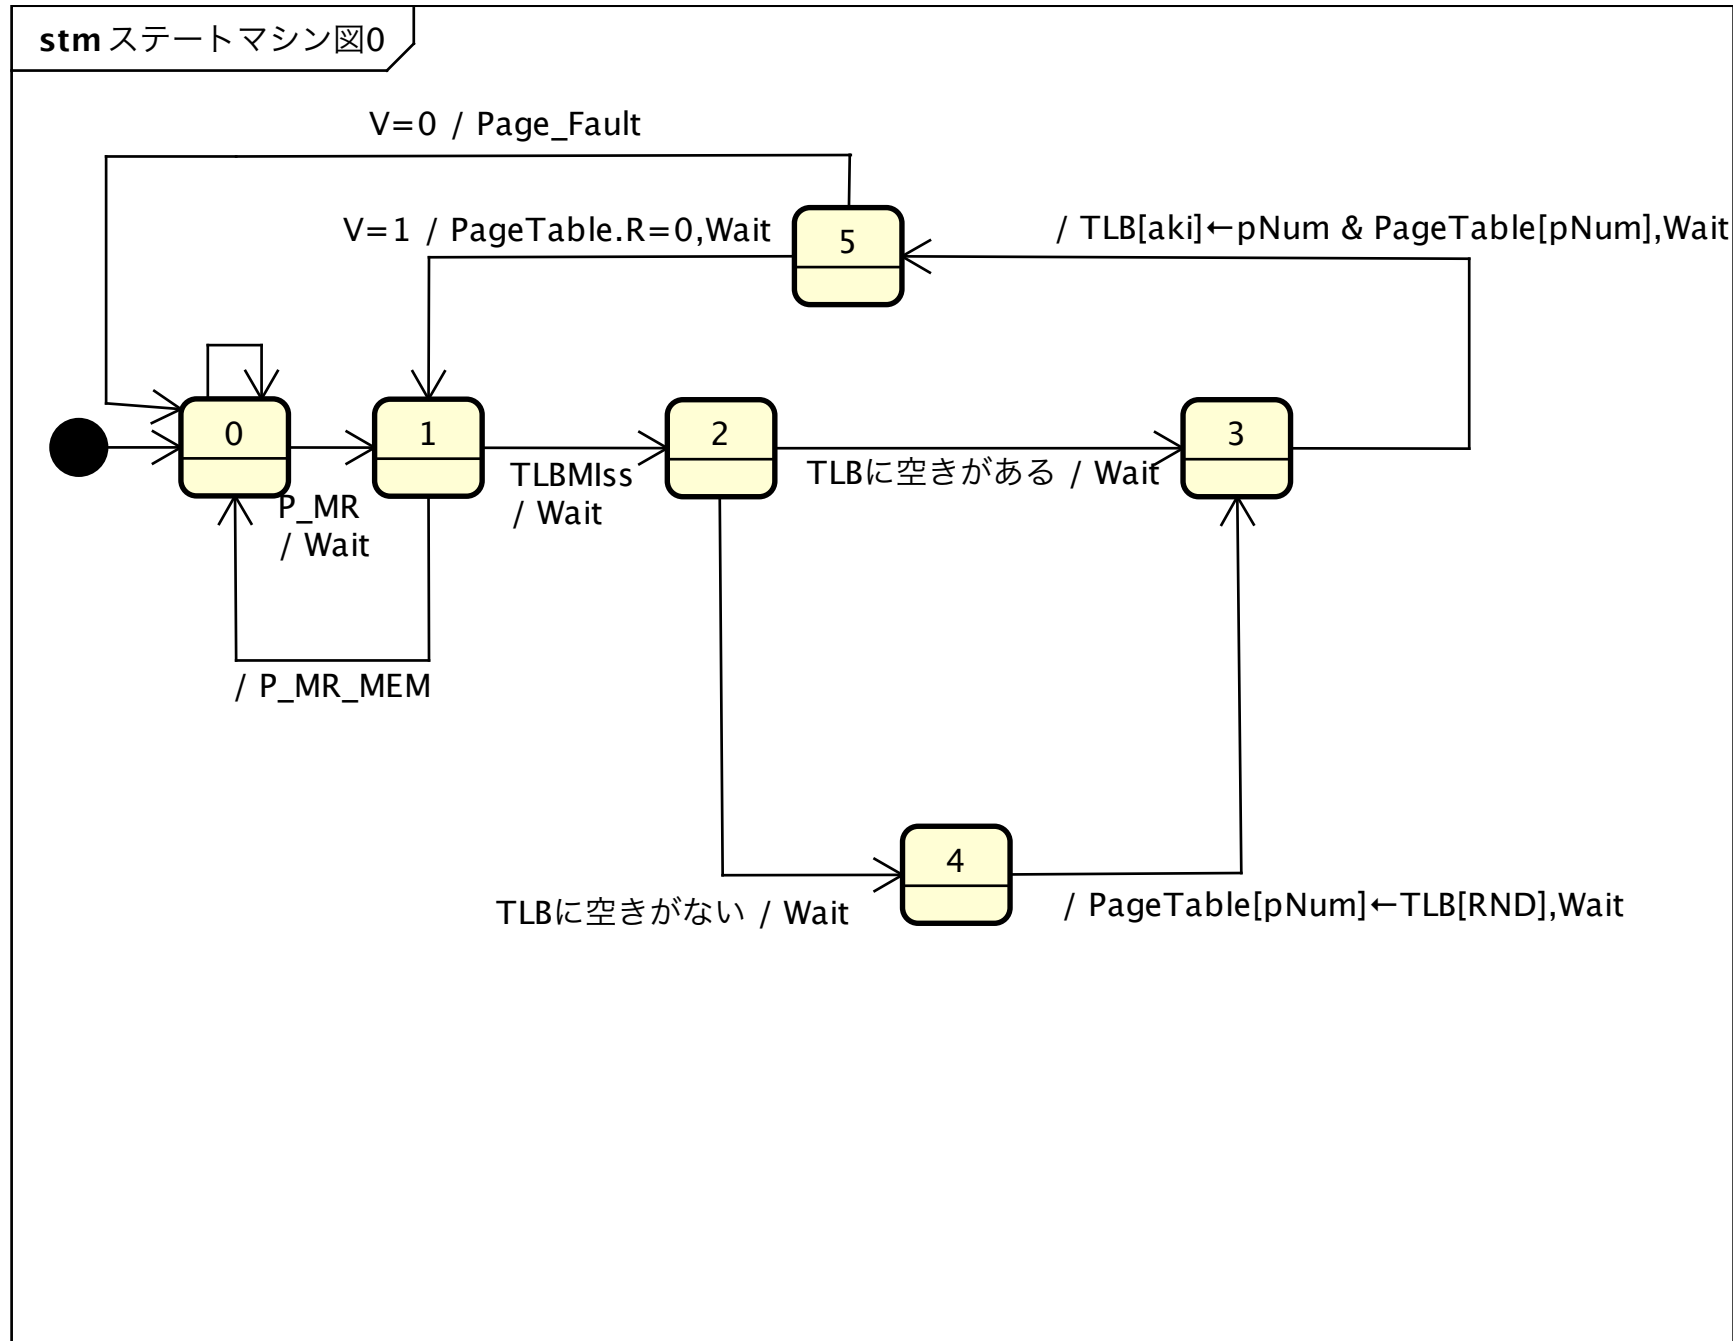 stm ステートマシン図0
V=0 / Page_Fault
V=1 / PageTable.R=0,Wait
5
/ TLB[aki]←pNum & PageTable[pNum],Wait
0
1
2
3
P_MR
/ Wait
TLBMIss
/ Wait
TLBに空きがある / Wait
/ P_MR_MEM
4
TLBに空きがない / Wait
/ PageTable[pNum]←TLB[RND],Wait